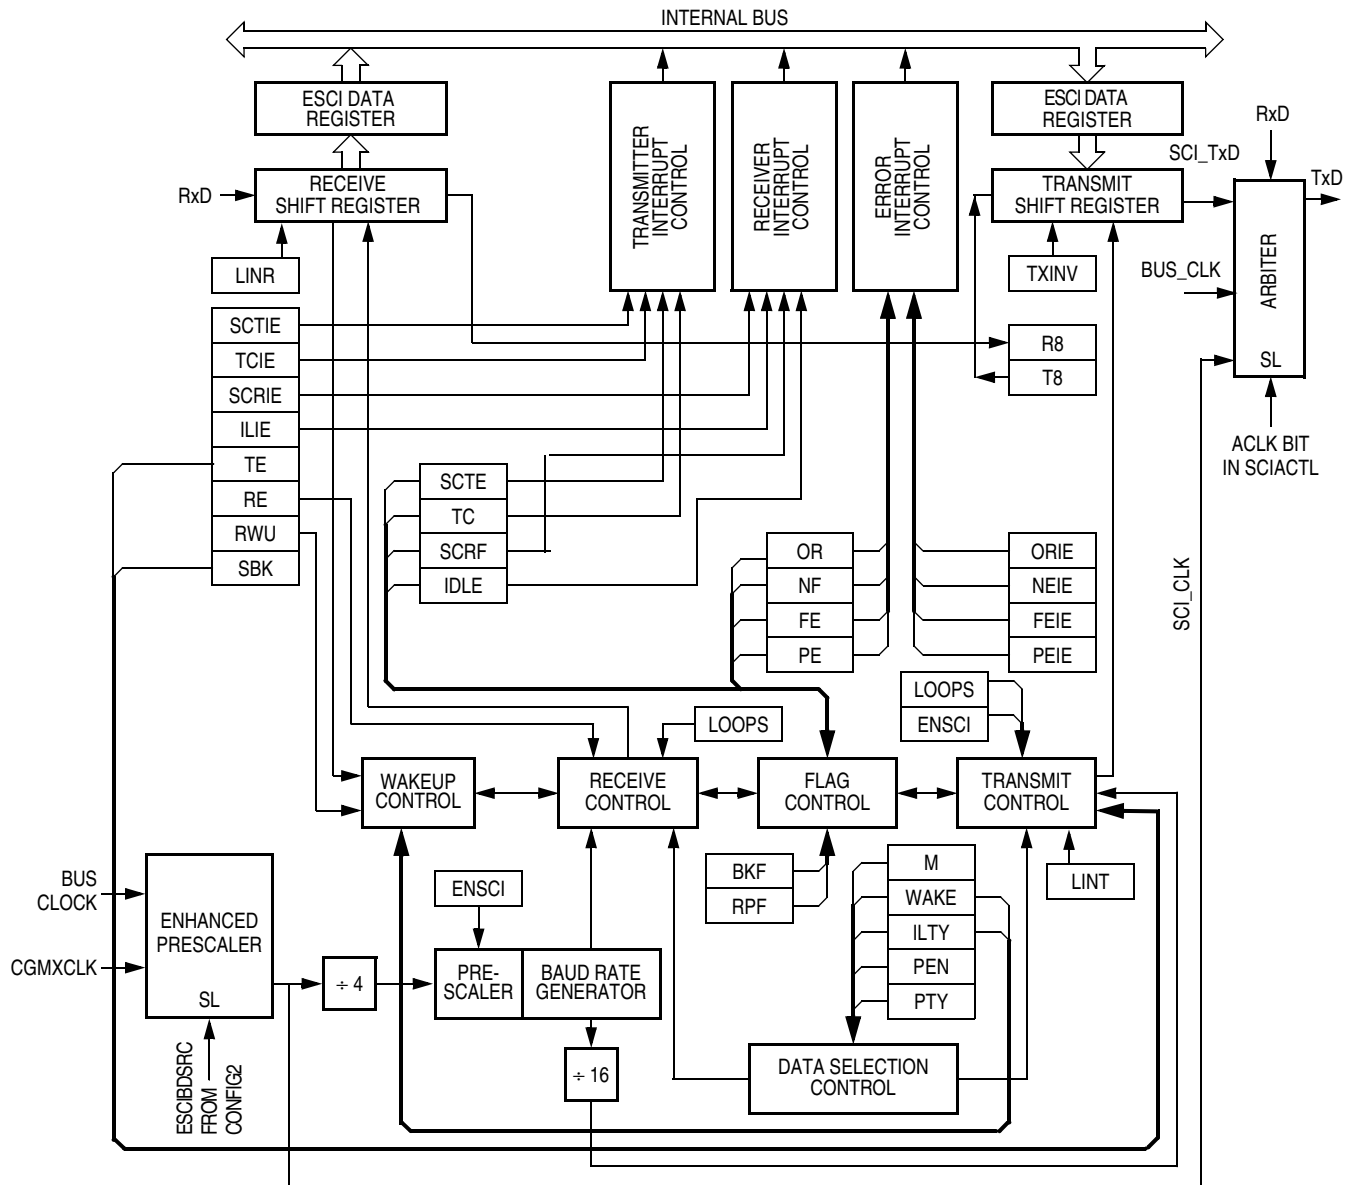 INTERNAL BUS
ESCI DATA
REGISTER
RxD
RECEIVE
SHIFT REGISTER
LINR
TRANSMITTER
INTERRUPT
CONTROL
RECEIVER
INTERRUPT
CONTROL
ERROR
INTERRUPT
CONTROL
ESCI DATA
REGISTER
TRANSMIT
SHIFT REGISTER
TXINV
SCI_TxD
RxD
TxD
BUS_CLK
ARBITER
SL
ACLK BIT
IN SCIACTL
R8
T8
SCTIE
TCIE
SCRIE
ILIE
TE
RE
RWU
SBK
SCTE
TC
SCRF
IDLE
OR
NF
FE
PE
ORIE
NEIE
FEIE
PEIE
SCI_CLK
LOOPS
LOOPS
ENSCI
WAKEUP
CONTROL
RECEIVE
CONTROL
FLAG
CONTROL
TRANSMIT
CONTROL
BKF
RPF
M
WAKE
ILTY
PEN
PTY
LINT
BUS
CLOCK
CGMXCLK
ENHANCED
PRESCALER
SL
ESCIBDSRC
FROM
CONFIG2
÷ 4
ENSCI
PRE-
SCALER
BAUD RATE
GENERATOR
÷ 16
DATA SELECTION
CONTROL